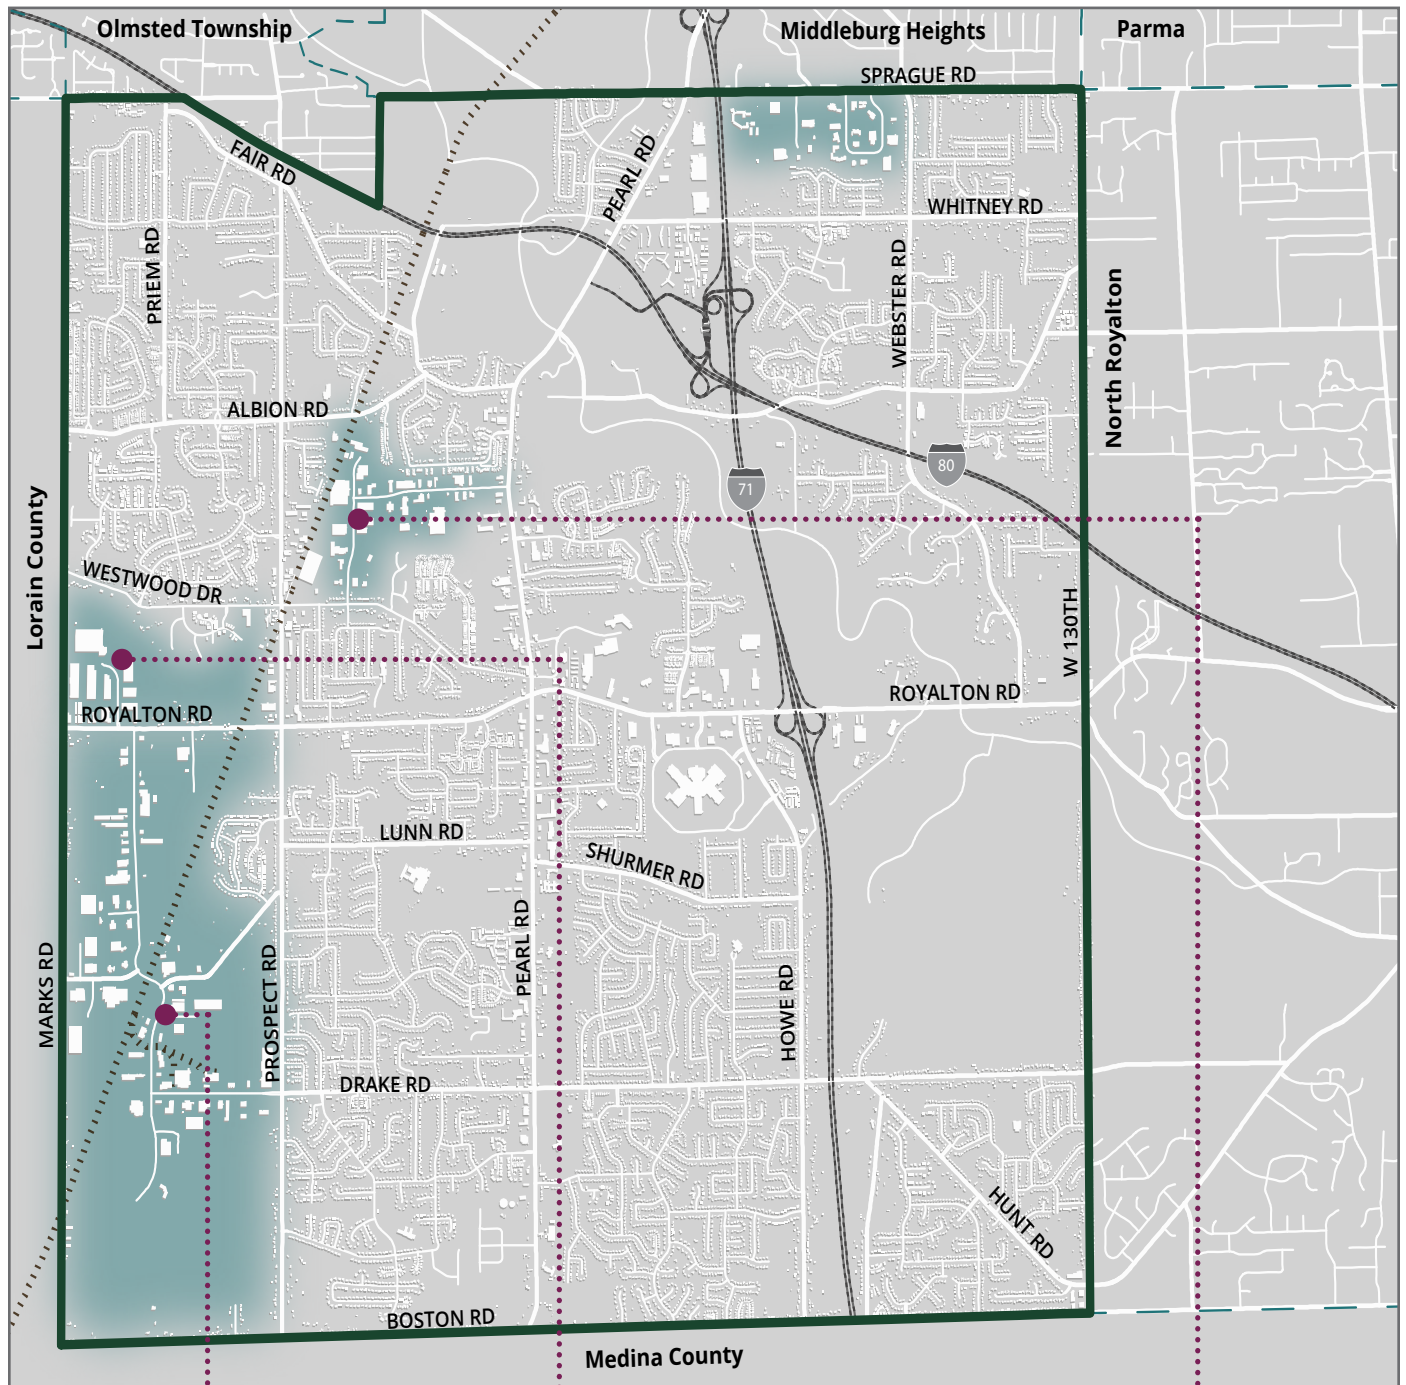 Olmsted Township
Middleburg Heights
Parma
SPRAGUE RD
FAIR RD
PEARL RD
WHITNEY RD
PRIEM RD
WEBSTER RD
North Royalton
ALBION RD
80
71
Lorain County
WESTWOOD DR
W 130TH
ROYALTON RD
ROYALTON RD
LUNN RD
SHURMER RD
MARKS RD
PROSPECT RD
PEARL RD
HOWE RD
DRAKE RD
HUNT RD
BOSTON RD
Medina County